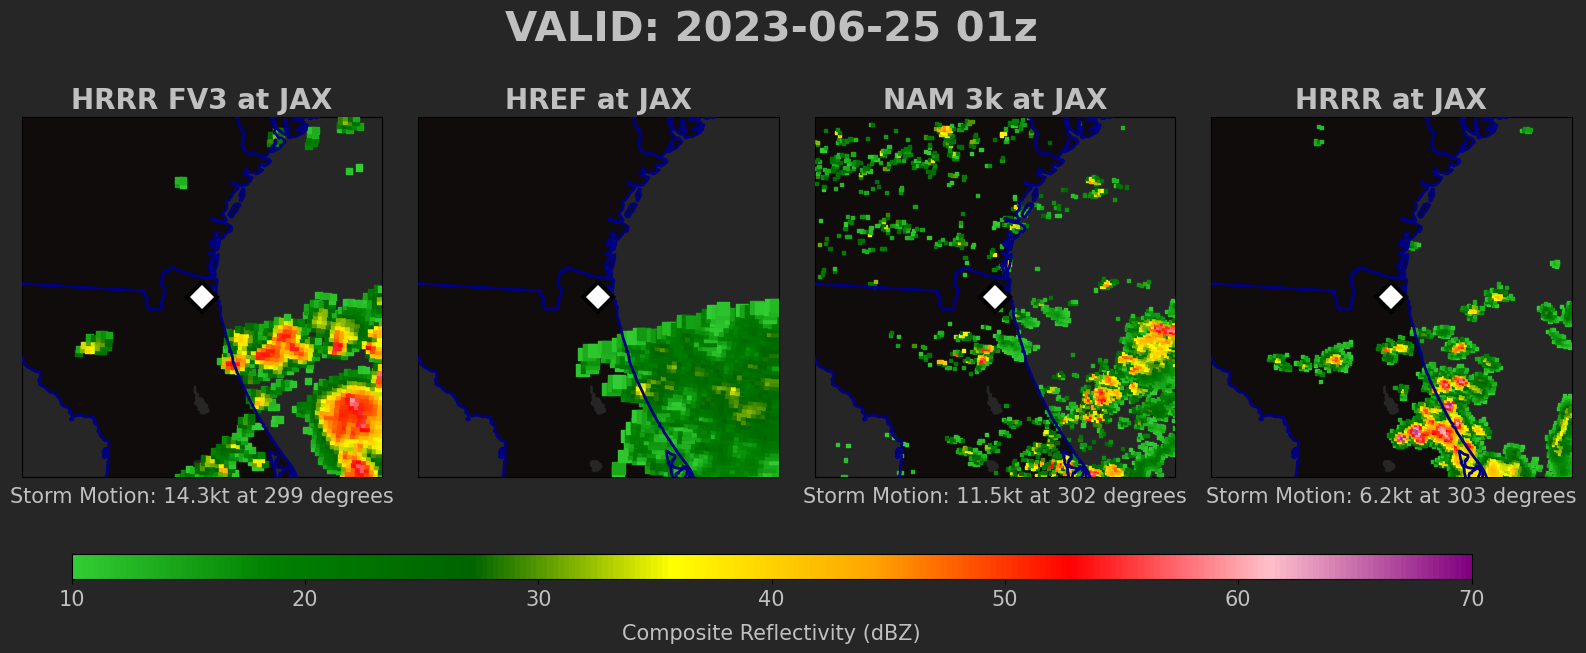 VALID: 2023-06-25 01z
HRRR FV3 at JAX
HREF at JAX
NAM 3k at JAX
HRRR at JAX
Storm Motion: 14.3kt at 299 degrees
Storm Motion: 11.5kt at 302 degrees
Storm Motion: 6.2kt at 303 degrees
10 20 30 40 50 60 70
Composite Reflectivity (dBZ)